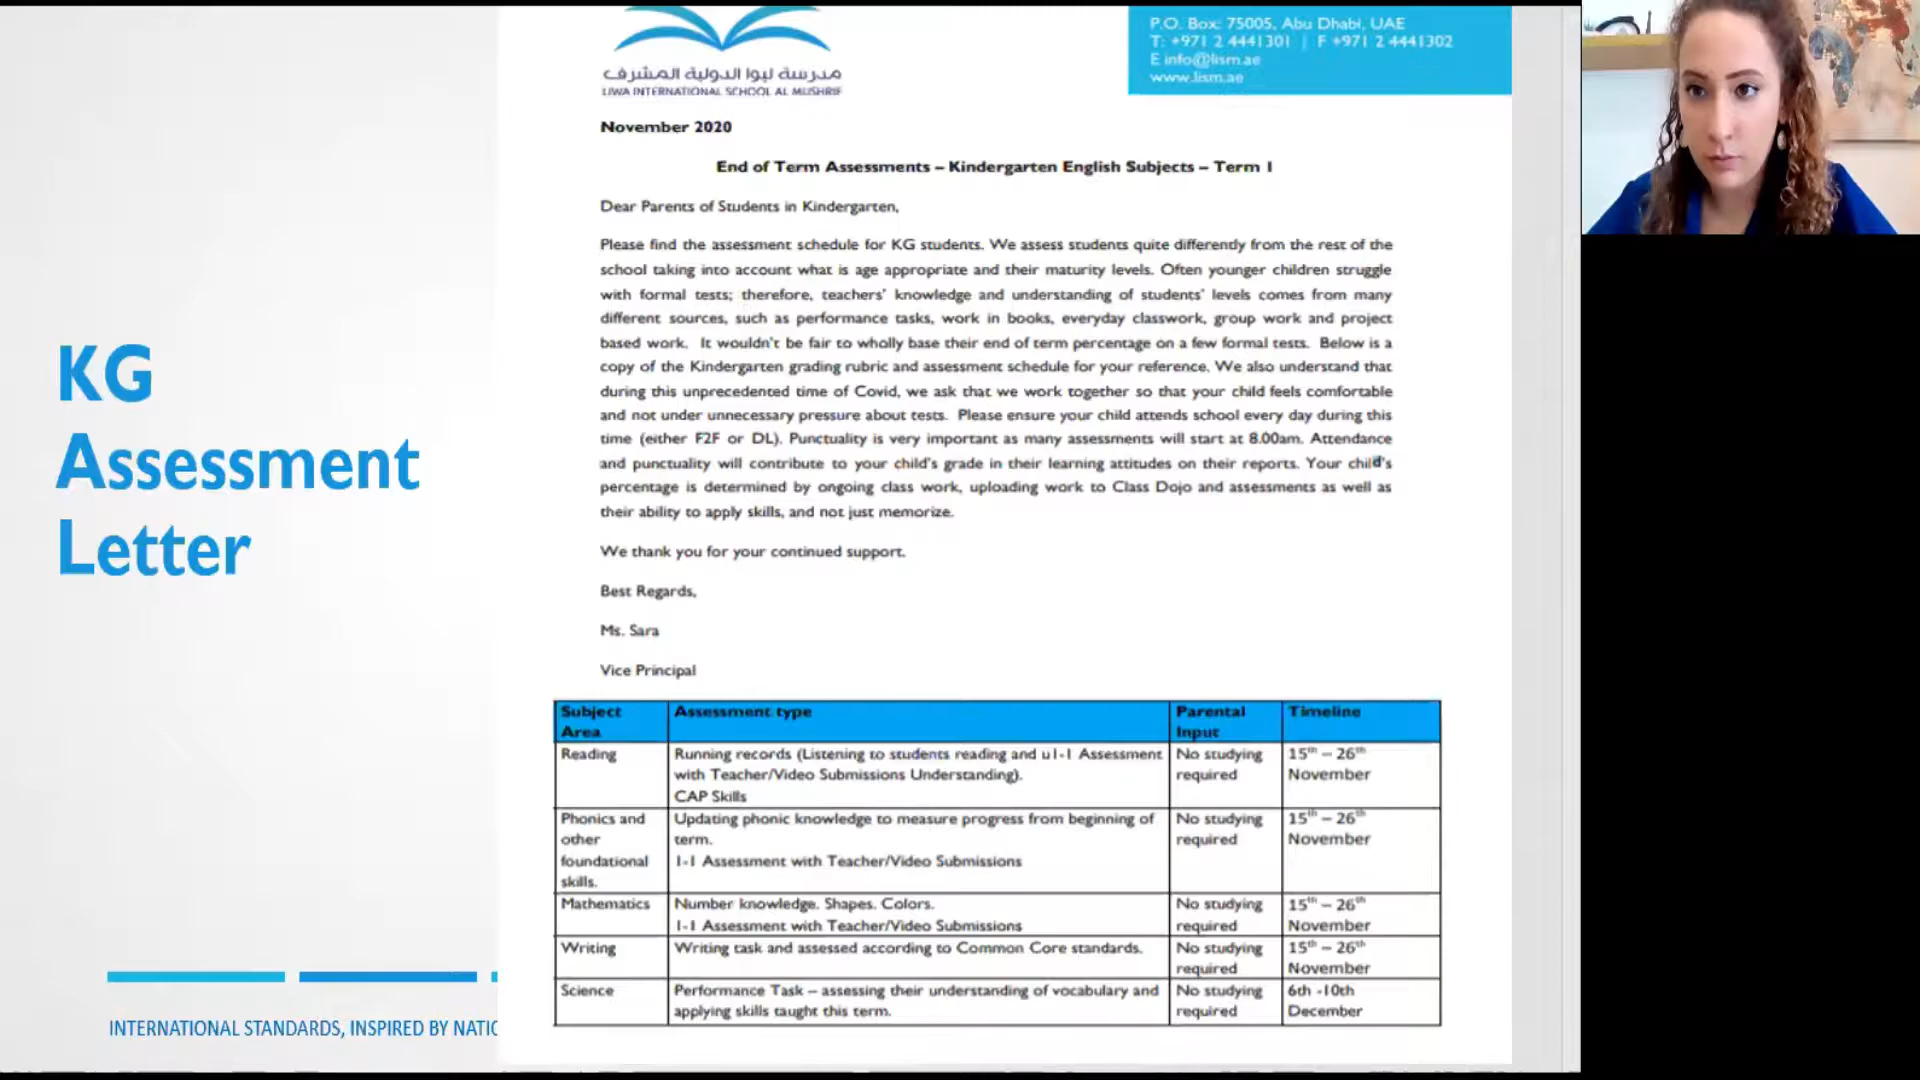 KG
Assessment
Letter
INTERNATIONAL STANDARDS, INSPIRED BY NATIO
مدرسة ليوا الدولية المشرف
LIWA INTERNATIONAL SCHOOL AL MUSHRIF
P.O. Box: 75005, Abu Dhabi, UAE
T: +971 2 4441301 | F +971 2 4441302
E info@lism.ae
www.lism.ae
November 2020
End of Term Assessments – Kindergarten English Subjects – Term 1
Dear Parents of Students in Kindergarten,
Please find the assessment schedule for KG students. We assess students quite differently from the rest of the
school taking into account what is age appropriate and their maturity levels. Often younger children struggle
with formal tests; therefore, teachers' knowledge and understanding of students' levels comes from many
different sources, such as performance tasks, work in books, everyday classwork, group work and project
based work. It wouldn't be fair to wholly base their end of term percentage on a few formal tests. Below is a
copy of the Kindergarten grading rubric and assessment schedule for your reference. We also understand that
during this unprecedented time of Covid, we ask that we work together so that your child feels comfortable
and not under unnecessary pressure about tests. Please ensure your child attends school every day during this
time (either F2F or DL). Punctuality is very important as many assessments will start at 8.00am. Attendance
and punctuality will contribute to your child's grade in their learning attitudes on their reports. Your child's
percentage is determined by ongoing class work, uploading work to Class Dojo and assessments as well as
their ability to apply skills, and not just memorize.
We thank you for your continued support.
Best Regards,
Ms. Sara
Vice Principal
Subject Area
Assessment type
Parental Input
Timeline
Reading
Running records (Listening to students reading and u1-1 Assessment
with Teacher/Video Submissions Understanding).
CAP Skills
No studying
required
15th – 26th
November
Phonics and
other
foundational
skills.
Updating phonic knowledge to measure progress from beginning of
term.
1-1 Assessment with Teacher/Video Submissions
No studying
required
15th – 26th
November
Mathematics
Number knowledge. Shapes. Colors.
1-1 Assessment with Teacher/Video Submissions
No studying
required
15th – 26th
November
Writing
Writing task and assessed according to Common Core standards.
No studying
required
15th – 26th
November
Science
Performance Task – assessing their understanding of vocabulary and
applying skills taught this term.
No studying
required
6th -10th
December